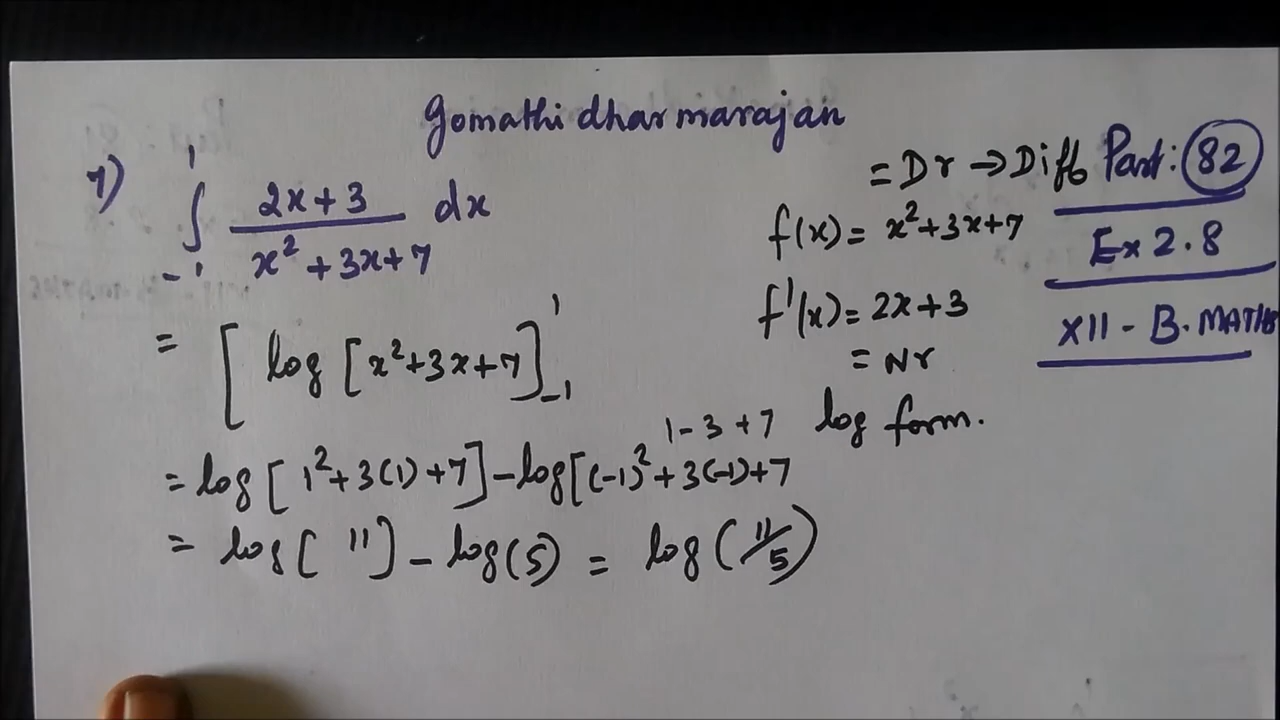 Gomathi dharmarajan
7) ∫₋₁¹ (2x+3)/(x²+3x+7) dx
= Dr → Diff Part: 82
f(x) = x²+3x+7
Ex 2.8
f'(x) = 2x+3
XII - B. MATHS
= Nr
= [log [x²+3x+7]₋₁¹
log form.
1-3+7
= log[1²+3(1)+7] - log[(-1)²+3(-1)+7
= log[11] - log(5) = log(11/5)